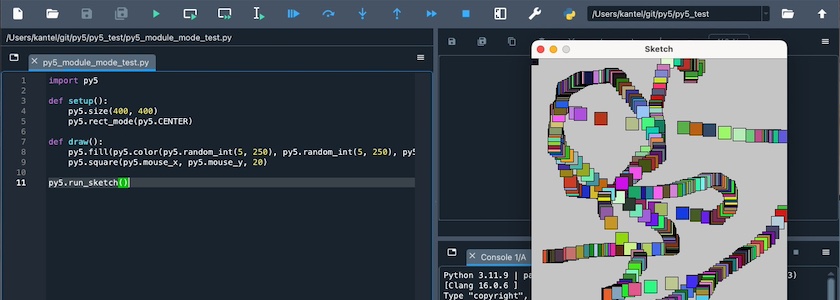 /Users/kantel/git/py5/py5_test
/Users/kantel/git/py5/py5_test/py5_module_mode_test.py
py5_module_mode_test.py
1 import py5
2
3 def setup():
4 py5.size(400, 400)
5 py5.rect_mode(py5.CENTER)
6
7 def draw():
8 py5.fill(py5.color(py5.random_int(5, 250), py5.random_int(5, 250), py5
9 py5.square(py5.mouse_x, py5.mouse_y, 20)
10
11 py5.run_sketch()
Sketch
Console 1/A
Python 3.11.9 | pa
3)
[Clang 16.0.6 ]
Type "copyright",